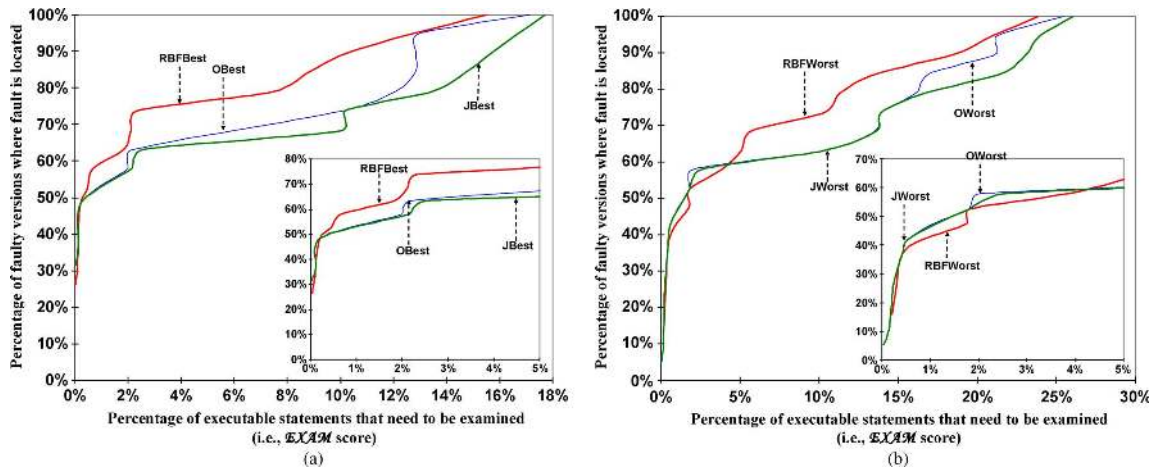 Percentage of faulty versions where fault is located
100%
90%
80%
70%
60%
50%
40%
30%
20%
10%
0%
RBFBest
OBest
JBest
80%
70%
60%
50%
40%
30%
20%
10%
0%
RBFBest
OBest
JBest
0% 1% 2% 3% 4% 5%
0% 2% 4% 6% 8% 10% 12% 14% 16% 18%
Percentage of executable statements that need to be examined
(i.e., EXAM score)
(a)
Percentage of faulty versions where fault is located
100%
90%
80%
70%
60%
50%
40%
30%
20%
10%
0%
RBFWorst
OWorst
JWorst
70%
60%
50%
40%
30%
20%
10%
0%
OWorst
JWorst
RBFWorst
0% 1% 2% 3% 4% 5%
0% 5% 10% 15% 20% 25% 30%
Percentage of executable statements that need to be examined
(i.e., EXAM score)
(b)